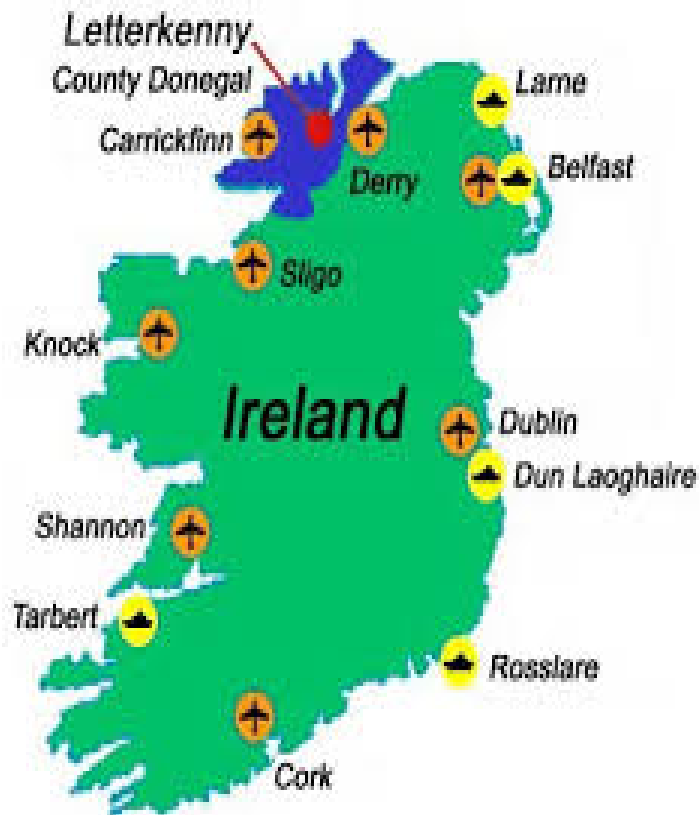 Letterkenny
County Donegal
Larne
Carrickfinn
Derry
Belfast
Sligo
Knock
Ireland
Dublin
Dun Laoghaire
Shannon
Tarbert
Rosslare
Cork